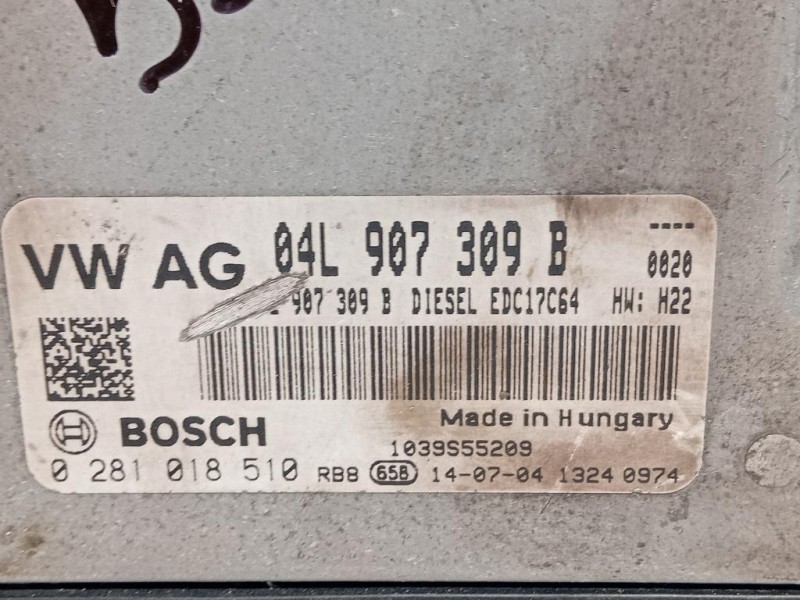 VW AG 04L 907 309 B ----
0020
907 309 B DIESEL EDC17C64 HW: H22
BOSCH Made in Hungary
1039S55209
0 281 018 510 RB8 65B 14-07-04 1324 0974